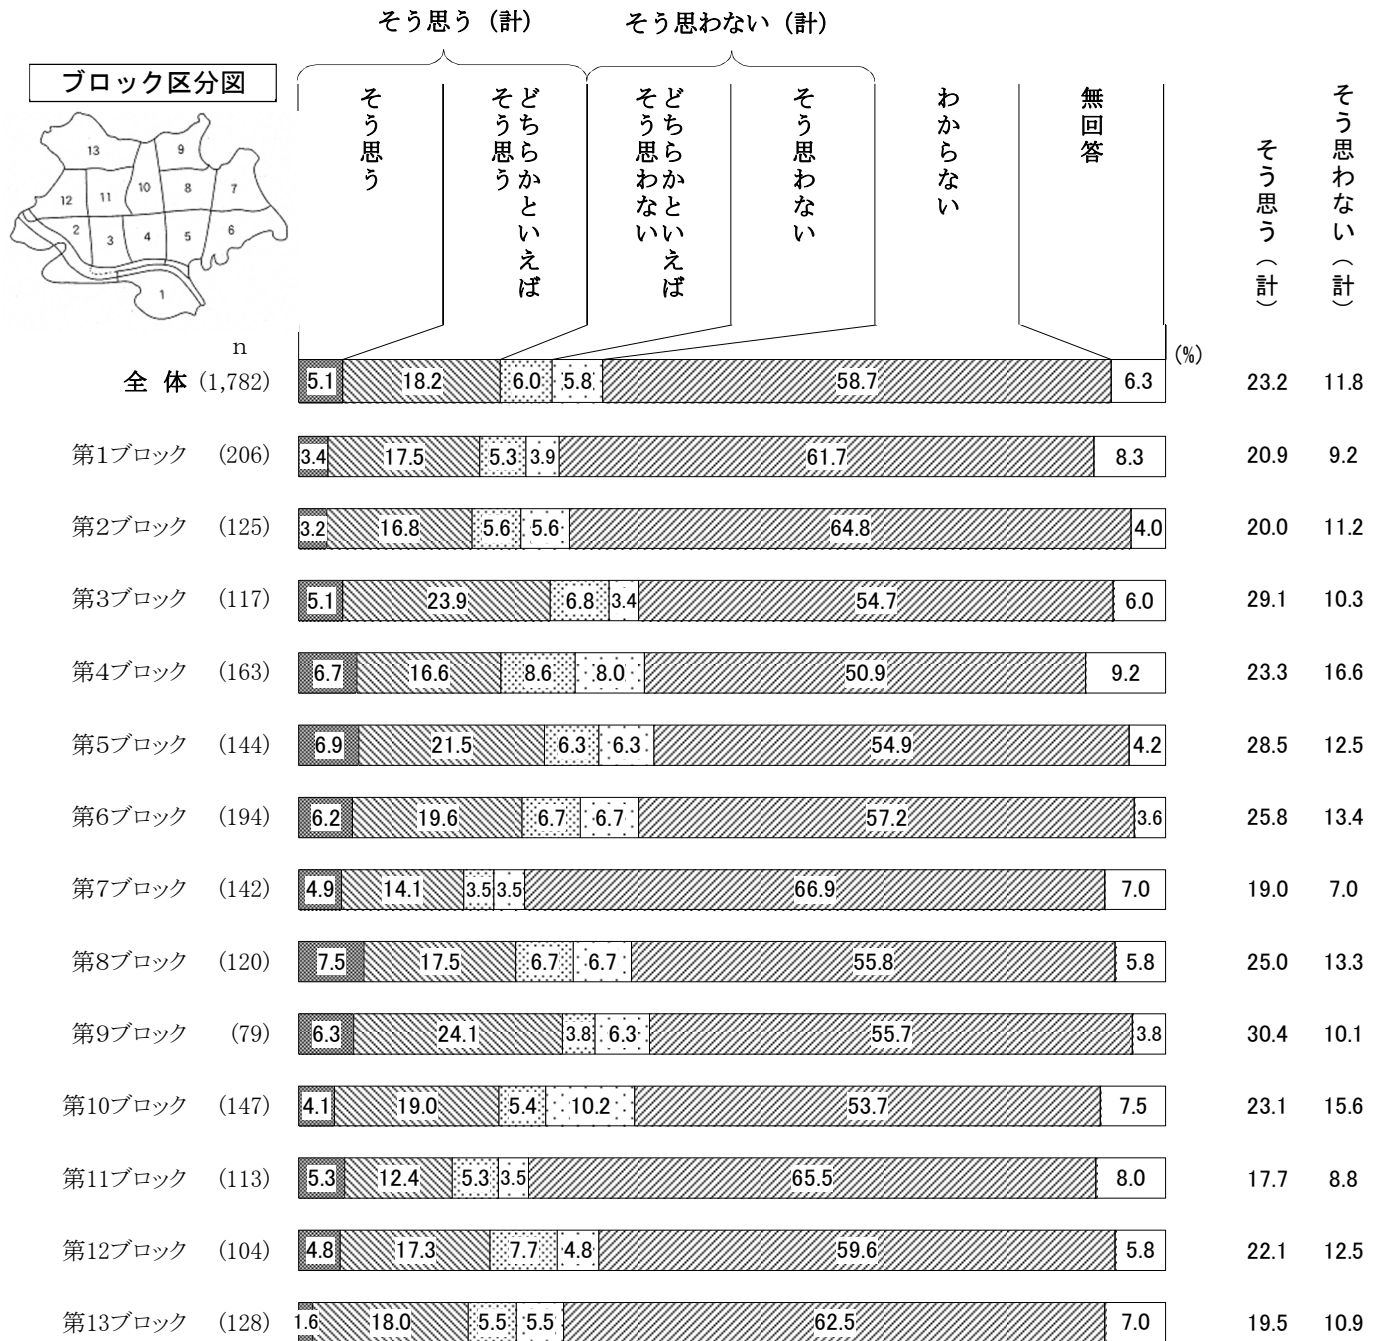 そう思う（計）
そう思わない（計）
ブロック区分図
13
9
12
11
10
8
7
2
3
4
5
6
1
そう思う
どちらかといえば
そう思う
どちらかといえば
そう思わない
そう思わない
わからない
無回答
そう思う（計）
そう思わない（計）
n
(%)
全 体 (1,782) 5.1 18.2 6.0 5.8 58.7 6.3 23.2 11.8
第1ブロック (206) 3.4 17.5 5.3 3.9 61.7 8.3 20.9 9.2
第2ブロック (125) 3.2 16.8 5.6 5.6 64.8 4.0 20.0 11.2
第3ブロック (117) 5.1 23.9 6.8 3.4 54.7 6.0 29.1 10.3
第4ブロック (163) 6.7 16.6 8.6 8.0 50.9 9.2 23.3 16.6
第5ブロック (144) 6.9 21.5 6.3 6.3 54.9 4.2 28.5 12.5
第6ブロック (194) 6.2 19.6 6.7 6.7 57.2 3.6 25.8 13.4
第7ブロック (142) 4.9 14.1 3.5 3.5 66.9 7.0 19.0 7.0
第8ブロック (120) 7.5 17.5 6.7 6.7 55.8 5.8 25.0 13.3
第9ブロック (79) 6.3 24.1 3.8 6.3 55.7 3.8 30.4 10.1
第10ブロック (147) 4.1 19.0 5.4 10.2 53.7 7.5 23.1 15.6
第11ブロック (113) 5.3 12.4 5.3 3.5 65.5 8.0 17.7 8.8
第12ブロック (104) 4.8 17.3 7.7 4.8 59.6 5.8 22.1 12.5
第13ブロック (128) 1.6 18.0 5.5 5.5 62.5 7.0 19.5 10.9